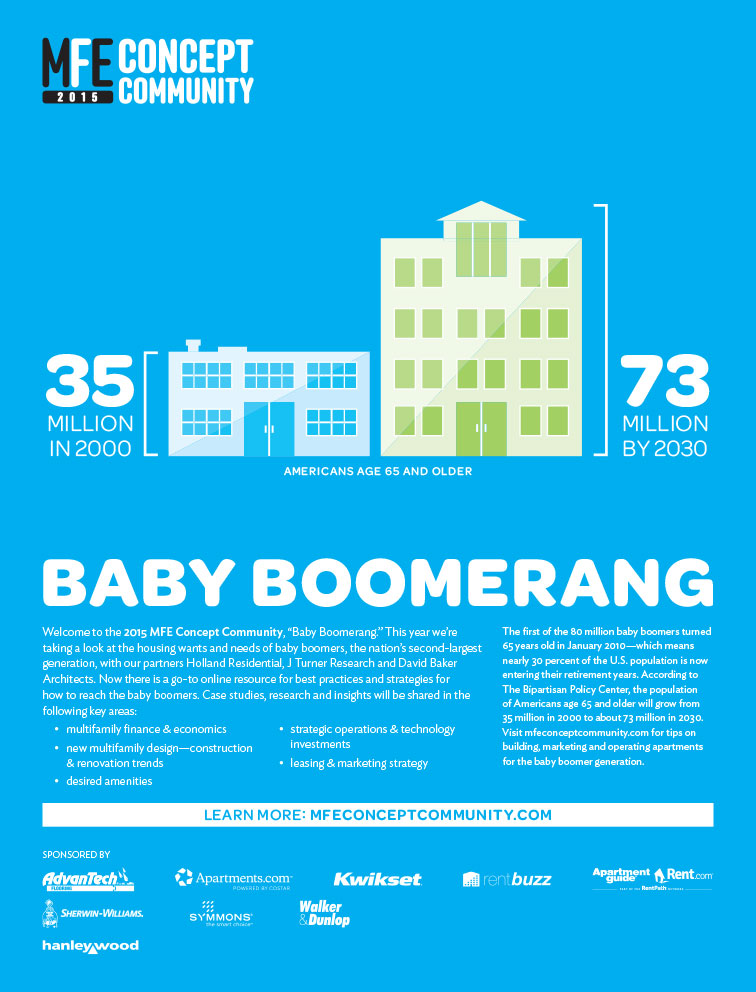 MFE CONCEPT
2015 COMMUNITY
35
MILLION
IN 2000
73
MILLION
BY 2030
AMERICANS AGE 65 AND OLDER
BABY BOOMERANG
Welcome to the 2015 MFE Concept Community, “Baby Boomerang.” This year we’re
taking a look at the housing wants and needs of baby boomers, the nation’s second-largest
generation, with our partners Holland Residential, J Turner Research and David Baker
Architects. Now there is a go-to online resource for best practices and strategies for
how to reach the baby boomers. Case studies, research and insights will be shared in the
following key areas:
• multifamily finance & economics
• new multifamily design—construction
& renovation trends
• desired amenities
• strategic operations & technology
investments
• leasing & marketing strategy
The first of the 80 million baby boomers turned
65 years old in January 2010—which means
nearly 30 percent of the U.S. population is now
entering their retirement years. According to
The Bipartisan Policy Center, the population
of Americans age 65 and older will grow from
35 million in 2000 to about 73 million in 2030.
Visit mfeconceptcommunity.com for tips on
building, marketing and operating apartments
for the baby boomer generation.
LEARN MORE: MFECONCEPTCOMMUNITY.COM
SPONSORED BY
AdvanTech
FLOORING
Apartments.com
POWERED BY COSTAR
Kwikset
rentbuzz
Apartment
guide
Rent.com
PART OF THE RentPath NETWORK
SHERWIN-WILLIAMS.
SYMMONS
the smart choice
Walker
&Dunlop
hanleywood